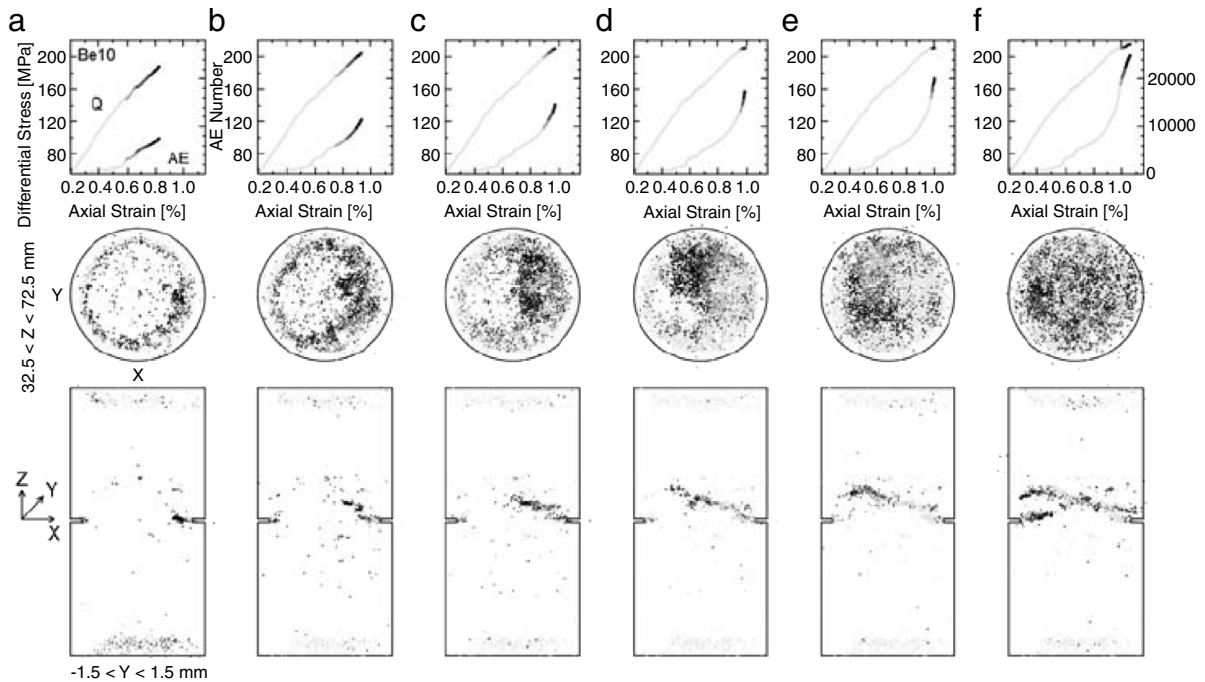 a b c d e f
Differential Stress [MPa]
200
160
120
80
Be10
Q
AE
0.2 0.4 0.6 0.8 1.0
Axial Strain [%]
AE Number
200
160
120
80
0.2 0.4 0.6 0.8 1.0
Axial Strain [%]
200
160
120
80
0.2 0.4 0.6 0.8 1.0
Axial Strain [%]
200
160
120
80
0.2 0.4 0.6 0.8 1.0
Axial Strain [%]
200
160
120
80
0.2 0.4 0.6 0.8 1.0
Axial Strain [%]
200
160
120
80
20000
10000
0
0.2 0.4 0.6 0.8 1.0
Axial Strain [%]
32.5 < Z < 72.5 mm
Y
X
Z
Y
X
-1.5 < Y < 1.5 mm